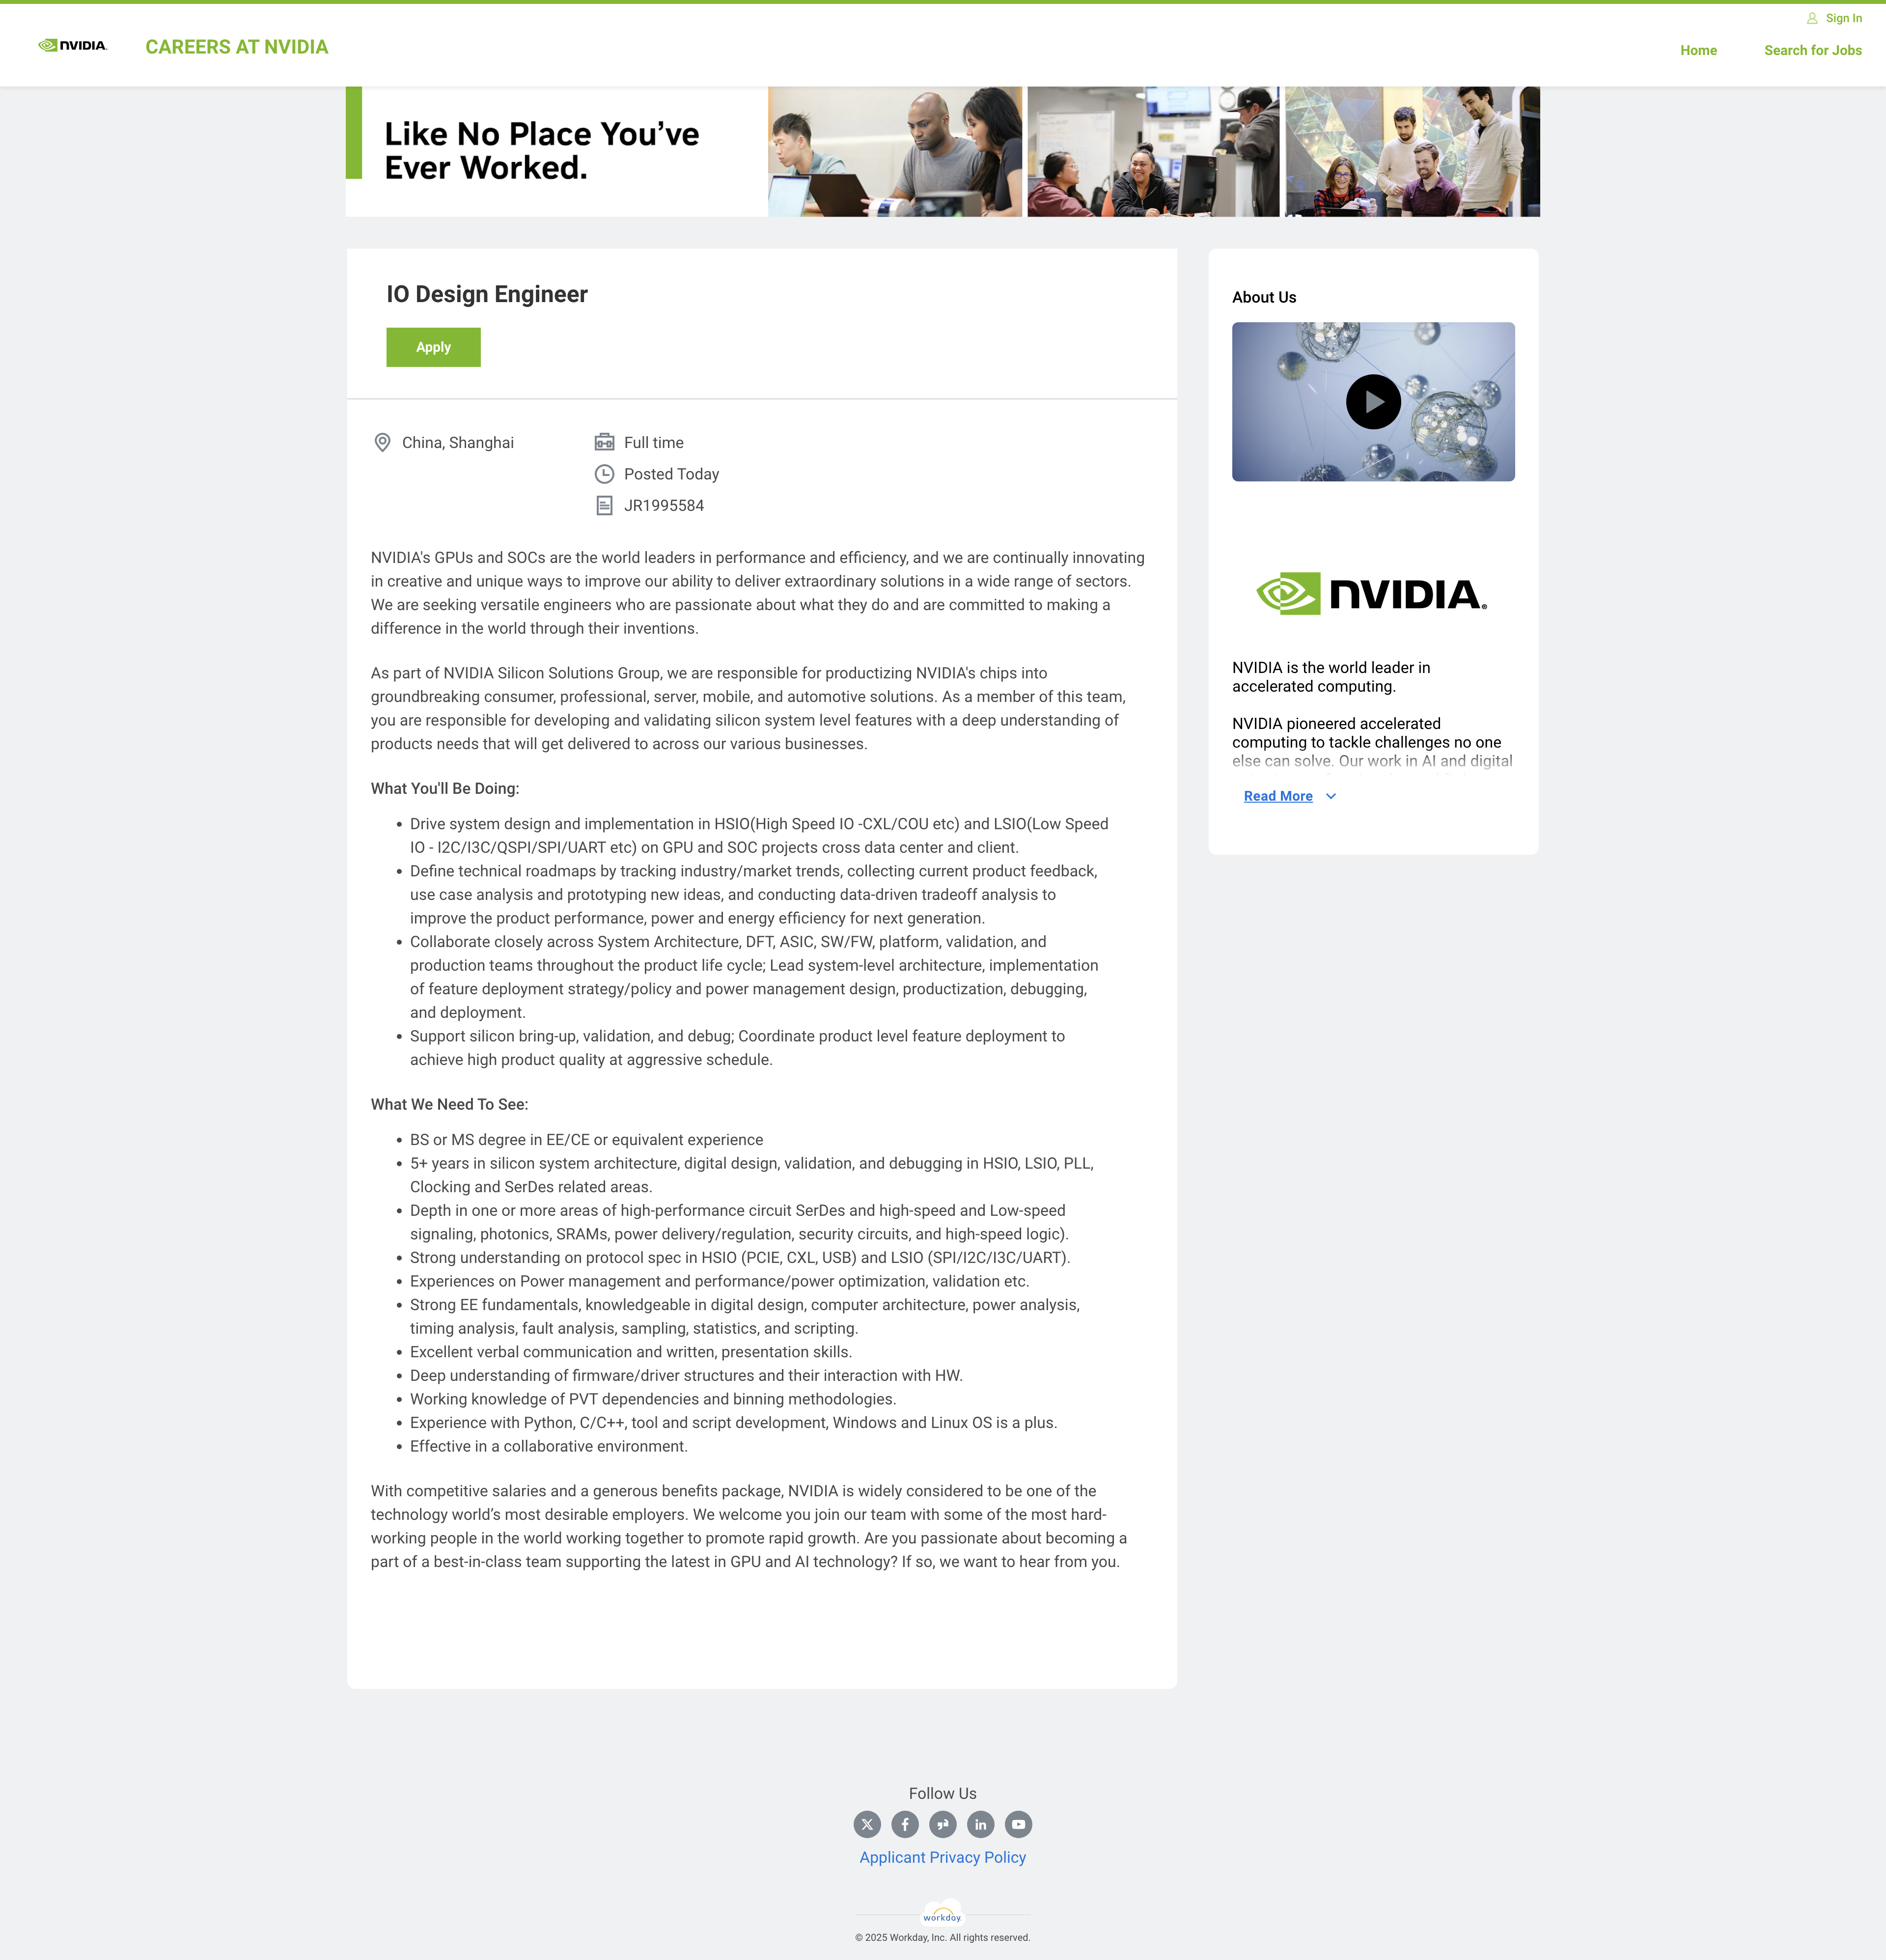 Sign In
NVIDIA.
CAREERS AT NVIDIA
Home
Search for Jobs
Like No Place You’ve
Ever Worked.
IO Design Engineer
Apply
China, Shanghai
Full time
Posted Today
JR1995584
NVIDIA's GPUs and SOCs are the world leaders in performance and efficiency, and we are continually innovating
in creative and unique ways to improve our ability to deliver extraordinary solutions in a wide range of sectors.
We are seeking versatile engineers who are passionate about what they do and are committed to making a
difference in the world through their inventions.
As part of NVIDIA Silicon Solutions Group, we are responsible for productizing NVIDIA's chips into
groundbreaking consumer, professional, server, mobile, and automotive solutions. As a member of this team,
you are responsible for developing and validating silicon system level features with a deep understanding of
products needs that will get delivered to across our various businesses.
What You'll Be Doing:
• Drive system design and implementation in HSIO(High Speed IO -CXL/COU etc) and LSIO(Low Speed
IO - I2C/I3C/QSPI/SPI/UART etc) on GPU and SOC projects cross data center and client.
• Define technical roadmaps by tracking industry/market trends, collecting current product feedback,
use case analysis and prototyping new ideas, and conducting data-driven tradeoff analysis to
improve the product performance, power and energy efficiency for next generation.
• Collaborate closely across System Architecture, DFT, ASIC, SW/FW, platform, validation, and
production teams throughout the product life cycle; Lead system-level architecture, implementation
of feature deployment strategy/policy and power management design, productization, debugging,
and deployment.
• Support silicon bring-up, validation, and debug; Coordinate product level feature deployment to
achieve high product quality at aggressive schedule.
What We Need To See:
• BS or MS degree in EE/CE or equivalent experience
• 5+ years in silicon system architecture, digital design, validation, and debugging in HSIO, LSIO, PLL,
Clocking and SerDes related areas.
• Depth in one or more areas of high-performance circuit SerDes and high-speed and Low-speed
signaling, photonics, SRAMs, power delivery/regulation, security circuits, and high-speed logic).
• Strong understanding on protocol spec in HSIO (PCIE, CXL, USB) and LSIO (SPI/I2C/I3C/UART).
• Experiences on Power management and performance/power optimization, validation etc.
• Strong EE fundamentals, knowledgeable in digital design, computer architecture, power analysis,
timing analysis, fault analysis, sampling, statistics, and scripting.
• Excellent verbal communication and written, presentation skills.
• Deep understanding of firmware/driver structures and their interaction with HW.
• Working knowledge of PVT dependencies and binning methodologies.
• Experience with Python, C/C++, tool and script development, Windows and Linux OS is a plus.
• Effective in a collaborative environment.
With competitive salaries and a generous benefits package, NVIDIA is widely considered to be one of the
technology world’s most desirable employers. We welcome you join our team with some of the most hard-
working people in the world working together to promote rapid growth. Are you passionate about becoming a
part of a best-in-class team supporting the latest in GPU and AI technology? If so, we want to hear from you.
About Us
NVIDIA.
NVIDIA is the world leader in
accelerated computing.
NVIDIA pioneered accelerated
computing to tackle challenges no one
else can solve. Our work in AI and digital
Read More
Follow Us
Applicant Privacy Policy
workday.
© 2025 Workday, Inc. All rights reserved.